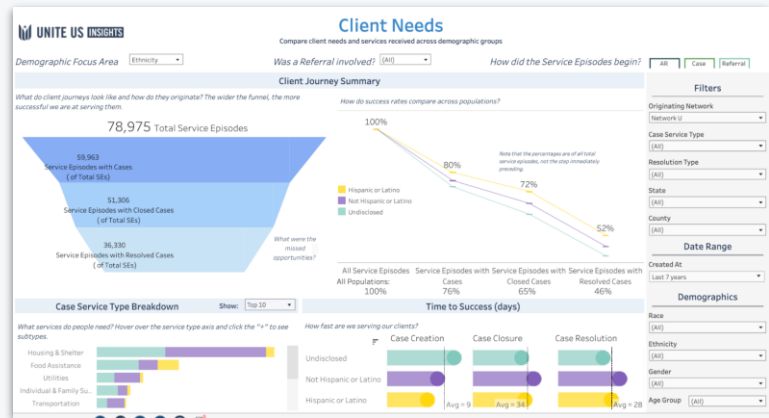 UNITE US INSIGHTS
Client Needs
Compare client needs and services received across demographic groups
Demographic Focus Area
Ethnicity
Was a Referral involved?
(All)
How did the Service Episodes begin?
All
Case
Referral
Client Journey Summary
What do client journeys look like and how do they originate? The wider the funnel, the more
successful we are at serving them.
78,975 Total Service Episodes
59,963
Service Episodes with Cases
( of Total SEs)
51,306
Service Episodes with Closed Cases
( of Total SEs)
36,330
Service Episodes with Resolved Cases
( of Total SEs)
What were the
missed
opportunities?
How do success rates compare across populations?
100%
80%
72%
52%
Note that the percentages are of all total
service episodes, not the step immediately
preceding.
Hispanic or Latino
Not Hispanic or Latino
Undisclosed
All Service Episodes
Service Episodes with
Cases
Service Episodes with
Closed Cases
Service Episodes with
Resolved Cases
All Populations:
100%
76%
65%
46%
Filters
Originating Network
Network U
Case Service Type
(All)
Resolution Type
(All)
State
(All)
County
(All)
Date Range
Created At
Last 7 years
Demographics
Race
(All)
Ethnicity
(All)
Gender
(All)
Age Group
(All)
Case Service Type Breakdown
Show:
Top 10
What services do people need? Hover over the service type axis and click the "+" to see
subtypes.
Housing & Shelter
Food Assistance
Utilities
Individual & Family Su..
Transportation
Time to Success (days)
How fast are we serving our clients?
Case Creation
Case Closure
Case Resolution
Undisclosed
Not Hispanic or Latino
Hispanic or Latino
Avg = 9
Avg = 34
Avg = 28